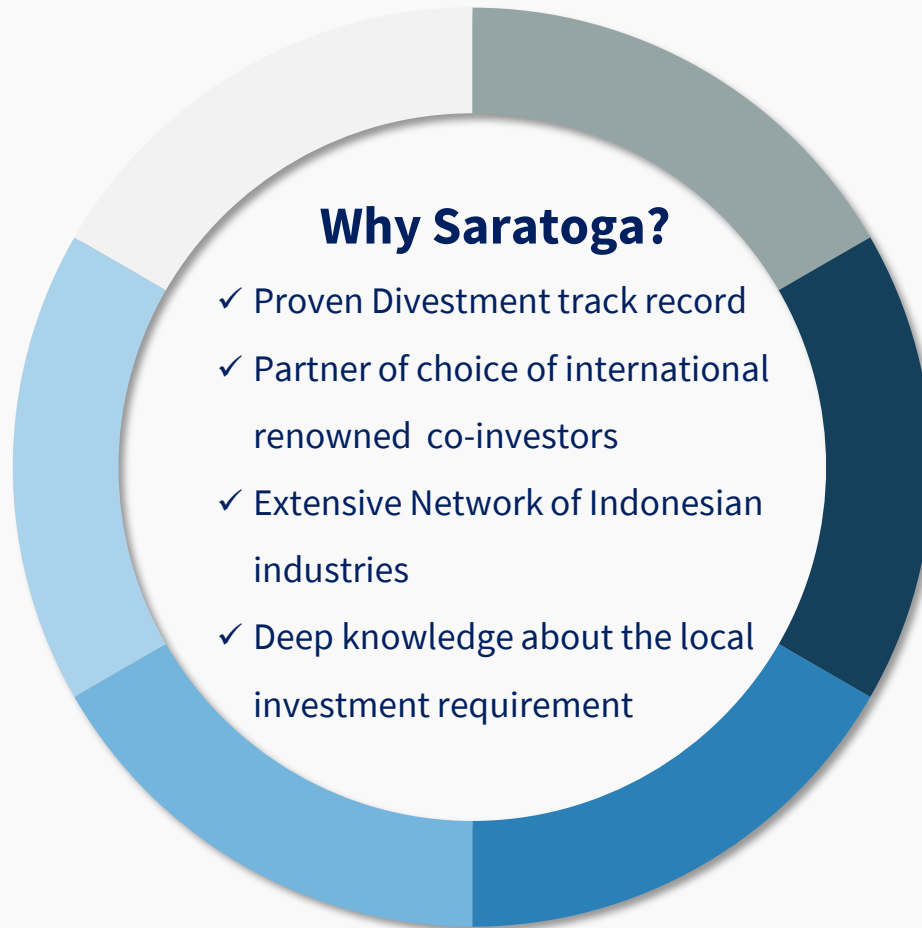 Why Saratoga?
✓ Proven Divestment track record
✓ Partner of choice of international
renowned  co-investors
✓ Extensive Network of Indonesian
industries
✓ Deep knowledge about the local
investment requirement